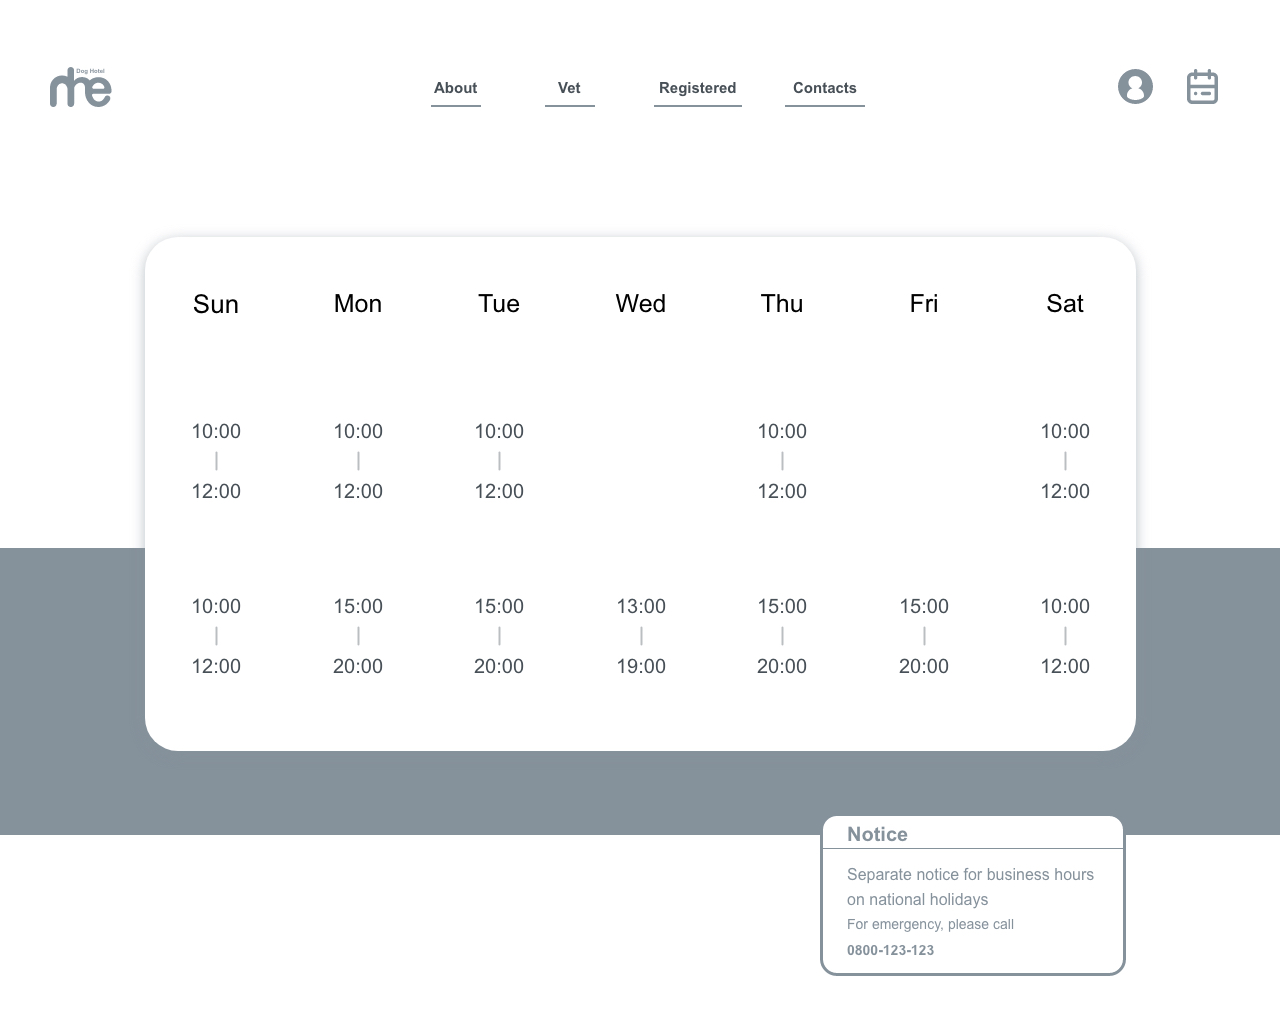 Dog Hotel
me
About Vet Registered Contacts
Sun Mon Tue Wed Thu Fri Sat
10:00 10:00 10:00 10:00 10:00
| | | | |
12:00 12:00 12:00 12:00 12:00
10:00 15:00 15:00 13:00 15:00 15:00 10:00
| | | | | | |
12:00 20:00 20:00 19:00 20:00 20:00 12:00
Notice
Separate notice for business hours
on national holidays
For emergency, please call
0800-123-123